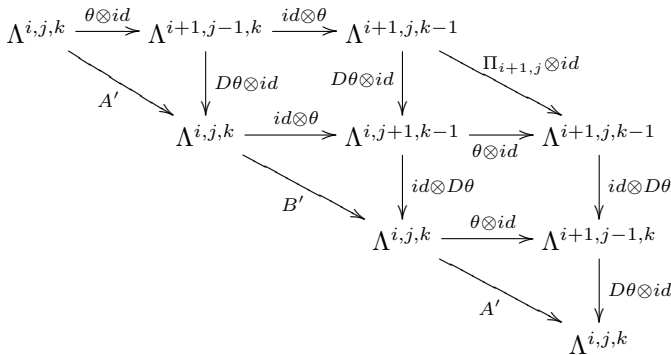 Λ^{i,j,k} θ⊗id Λ^{i+1,j−1,k} id⊗θ Λ^{i+1,j,k−1}
A′ Dθ⊗id Dθ⊗id Π_{i+1,j}⊗id
Λ^{i,j,k} id⊗θ Λ^{i,j+1,k−1} θ⊗id Λ^{i+1,j,k−1}
B′ id⊗Dθ id⊗Dθ
Λ^{i,j,k} θ⊗id Λ^{i+1,j−1,k}
A′ Dθ⊗id
Λ^{i,j,k}